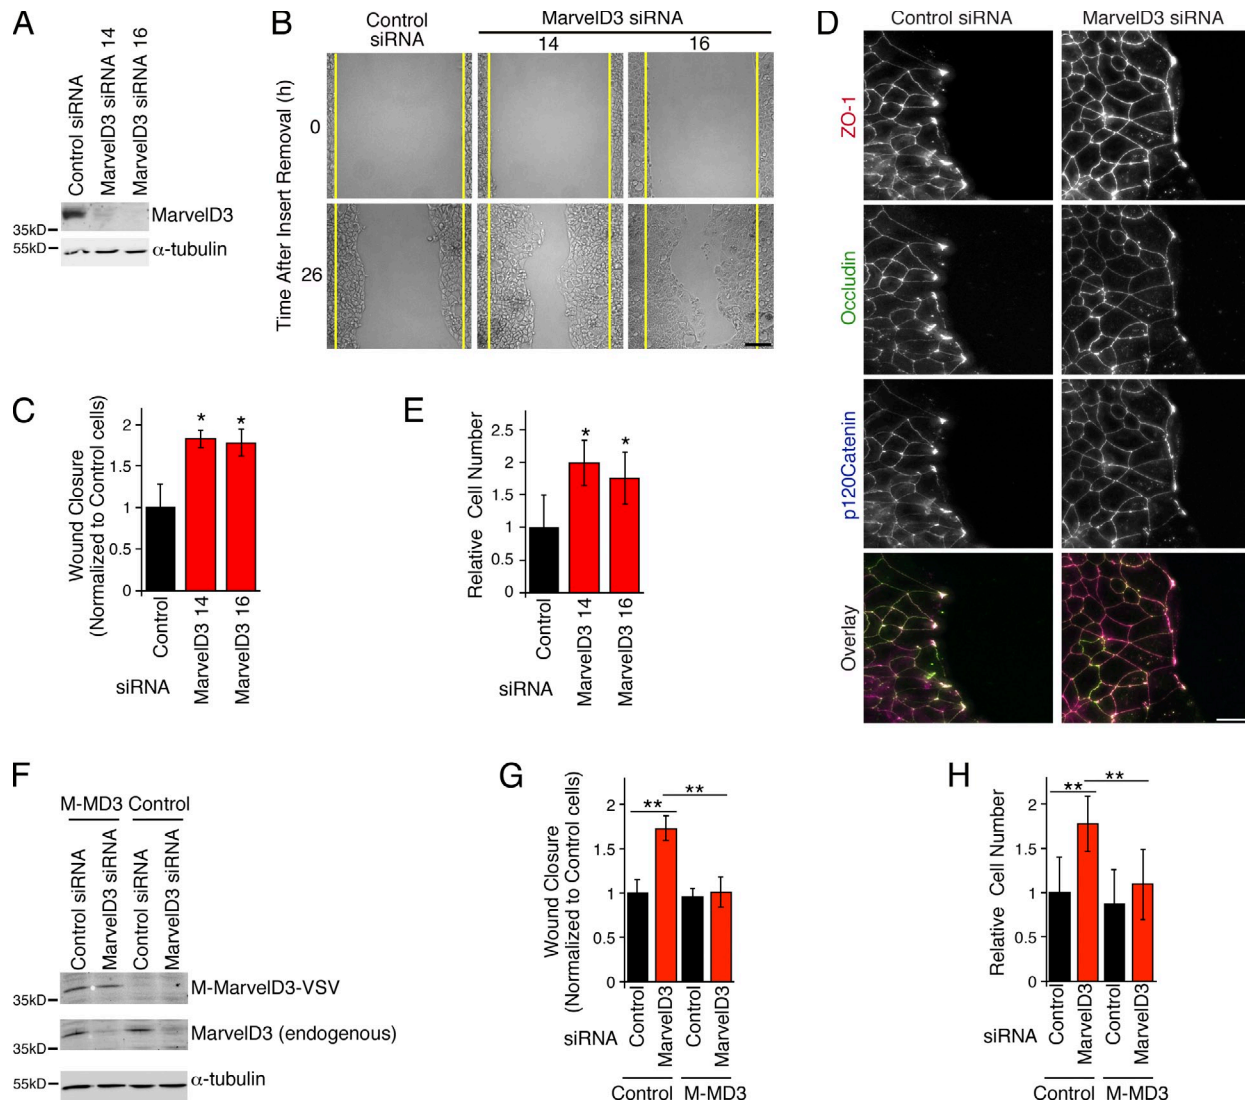 A
Control siRNA
MarvelD3 siRNA 14
MarvelD3 siRNA 16
35kD
MarvelD3
55kD
α-tubulin
B
Control
siRNA
MarvelD3 siRNA
14
16
Time After Insert Removal (h)
0
26
C
Wound Closure
(Normalized to Control cells)
2
1.5
1
0.5
0
*
*
Control
MarvelD3 14
MarvelD3 16
siRNA
D
Control siRNA
MarvelD3 siRNA
ZO-1
Occludin
p120Catenin
Overlay
E
Relative Cell Number
2.5
2
1.5
1
0.5
0
*
*
Control
MarvelD3 14
MarvelD3 16
siRNA
F
M-MD3
Control
Control siRNA
MarvelD3 siRNA
Control siRNA
MarvelD3 siRNA
35kD
M-MarvelD3-VSV
35kD
MarvelD3 (endogenous)
55kD
α-tubulin
G
Wound Closure
(Normalized to Control cells)
2
1.5
1
0.5
0
**
**
siRNA
Control
MarvelD3
Control
MarvelD3
Control
M-MD3
H
Relative Cell Number
2
1.5
1
0.5
0
**
**
siRNA
Control
MarvelD3
Control
MarvelD3
Control
M-MD3